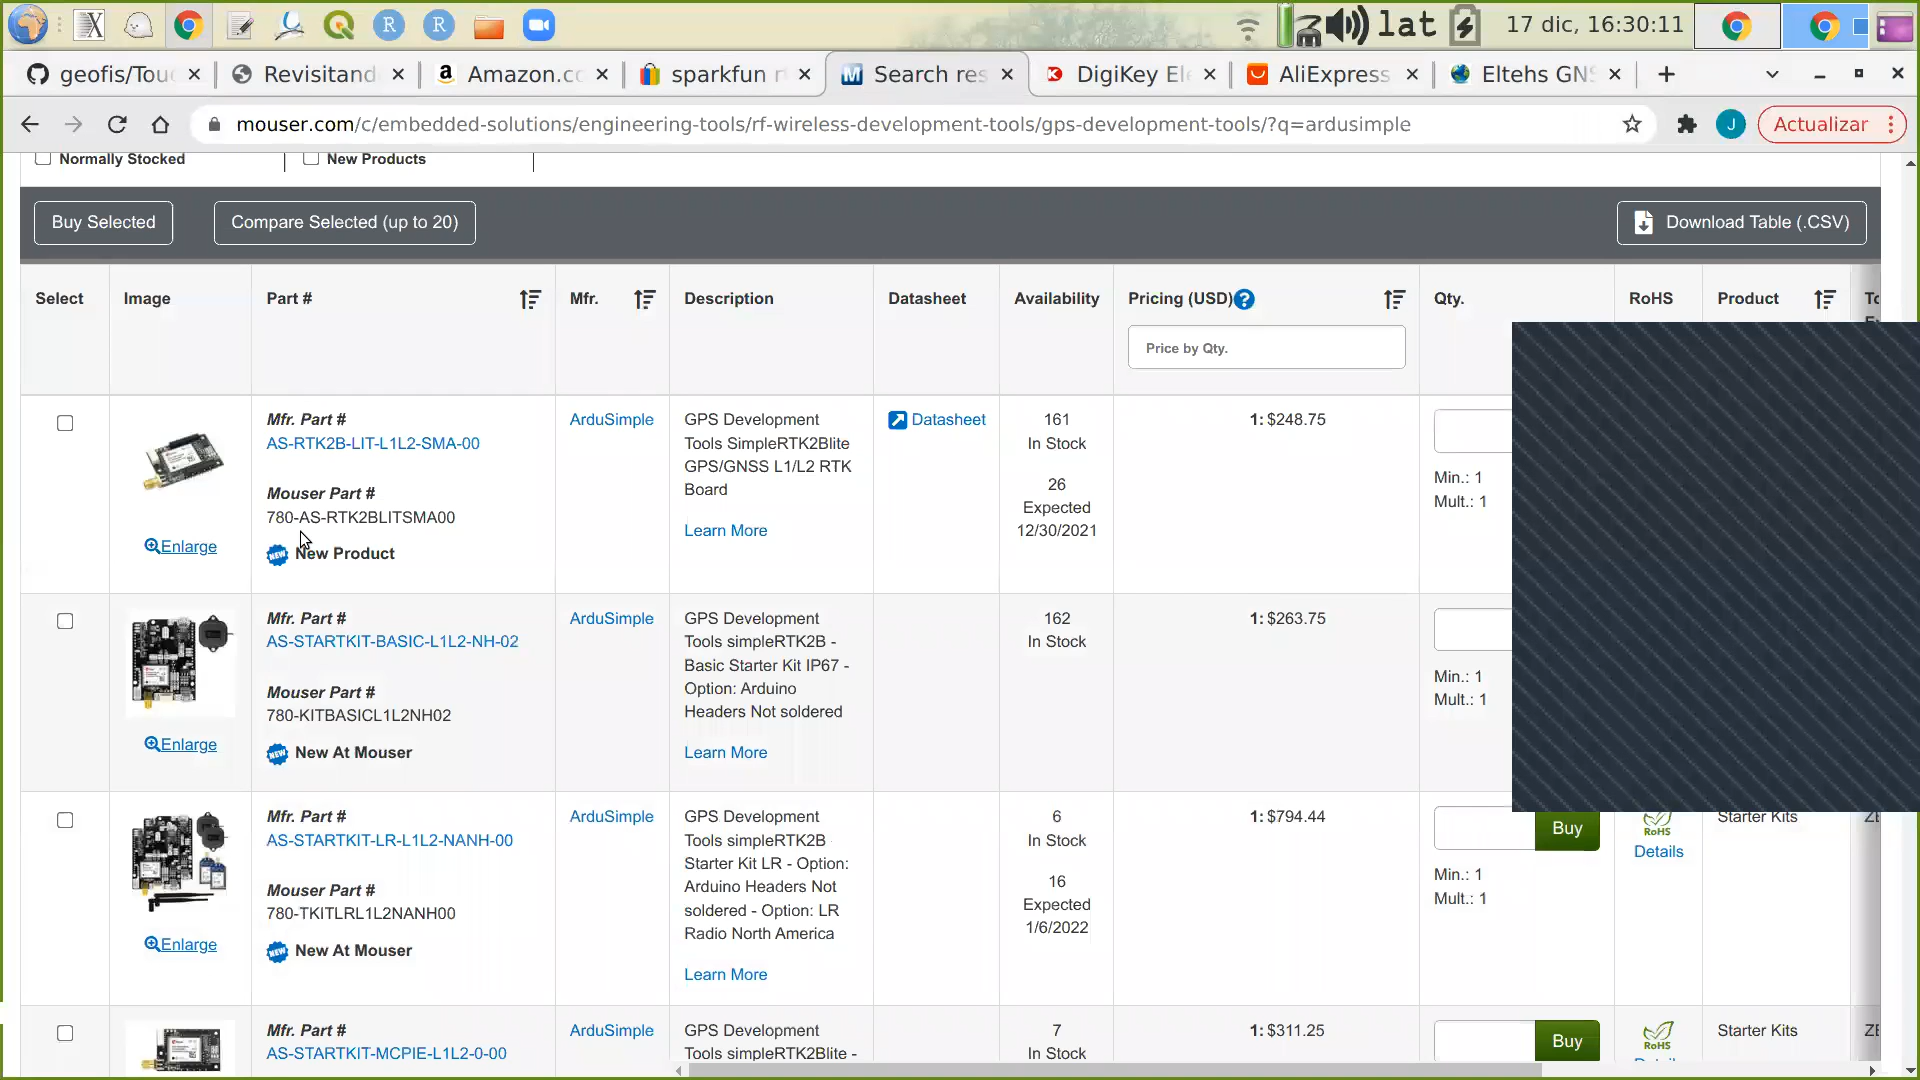 lat
17 dic, 16:30:11
geofis/Tou
Revisitand
Amazon.co
sparkfun r
Search res
DigiKey El
AliExpress
Eltehs GN
mouser.com/c/embedded-solutions/engineering-tools/rf-wireless-development-tools/gps-development-tools/?q=ardusimple
J
Actualizar
Normally Stocked
New Products
Buy Selected
Compare Selected (up to 20)
Download Table (.CSV)
Select
Image
Part #
Mfr.
Description
Datasheet
Availability
Pricing (USD)
Qty.
RoHS
Product
Price by Qty.
Mfr. Part #
AS-RTK2B-LIT-L1L2-SMA-00
Mouser Part #
780-AS-RTK2BLITSMA00
New Product
Enlarge
ArduSimple
GPS Development
Tools SimpleRTK2Blite
GPS/GNSS L1/L2 RTK
Board
Learn More
Datasheet
161
In Stock
26
Expected
12/30/2021
1: $248.75
Min.: 1
Mult.: 1
Mfr. Part #
AS-STARTKIT-BASIC-L1L2-NH-02
Mouser Part #
780-KITBASICL1L2NH02
New At Mouser
Enlarge
ArduSimple
GPS Development
Tools simpleRTK2B -
Basic Starter Kit IP67 -
Option: Arduino
Headers Not soldered
Learn More
162
In Stock
1: $263.75
Min.: 1
Mult.: 1
Mfr. Part #
AS-STARTKIT-LR-L1L2-NANH-00
Mouser Part #
780-TKITLRL1L2NANH00
New At Mouser
Enlarge
ArduSimple
GPS Development
Tools simpleRTK2B
Starter Kit LR - Option:
Arduino Headers Not
soldered - Option: LR
Radio North America
Learn More
6
In Stock
16
Expected
1/6/2022
1: $794.44
Buy
Min.: 1
Mult.: 1
RoHS
Details
Starter Kits
Mfr. Part #
AS-STARTKIT-MCPIE-L1L2-0-00
ArduSimple
GPS Development
Tools simpleRTK2Blite -
7
In Stock
1: $311.25
Buy
RoHS
Starter Kits